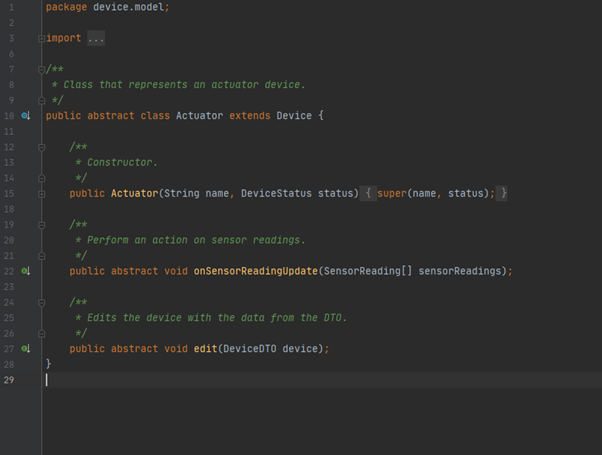 1 package device.model;
2
3 import ...
6
7 /**
8 * Class that represents an actuator device.
9 */
10 public abstract class Actuator extends Device {
11
12 /**
13 * Constructor.
14 */
15 public Actuator(String name, DeviceStatus status) { super(name, status); }
18
19 /**
20 * Perform an action on sensor readings.
21 */
22 public abstract void onSensorReadingUpdate(SensorReading[] sensorReadings);
23
24 /**
25 * Edits the device with the data from the DTO.
26 */
27 public abstract void edit(DeviceDTO device);
28 }
29